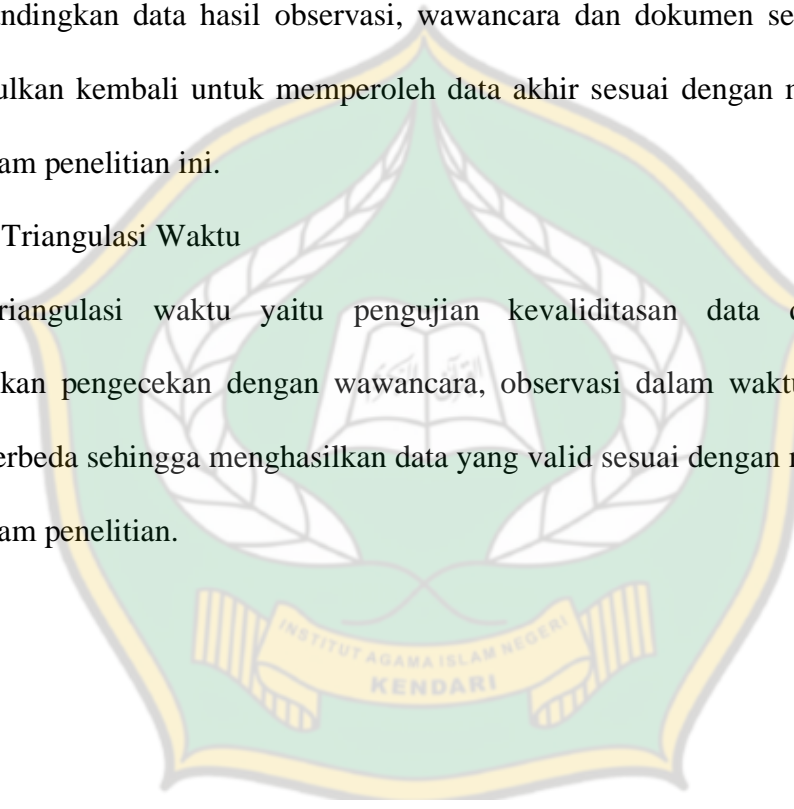 ndingkan data hasil observasi, wawancara dan dokumen se
ulkan kembali untuk memperoleh data akhir sesuai dengan
am penelitian ini.
Triangulasi Waktu
riangulasi waktu yaitu pengujian kevaliditasan data
kan pengecekan dengan wawancara, observasi dalam waktu
erbeda sehingga menghasilkan data yang valid sesuai dengan
am penelitian.
INSTITUT AGAMA ISLAM NEGERI
KENDARI